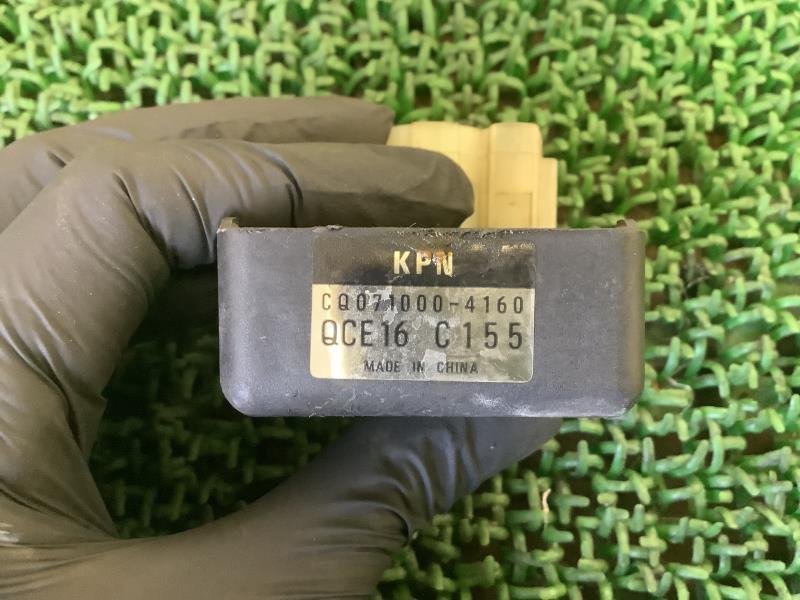 KPN
CQ071000-4160
QCE16 C155
MADE IN CHINA